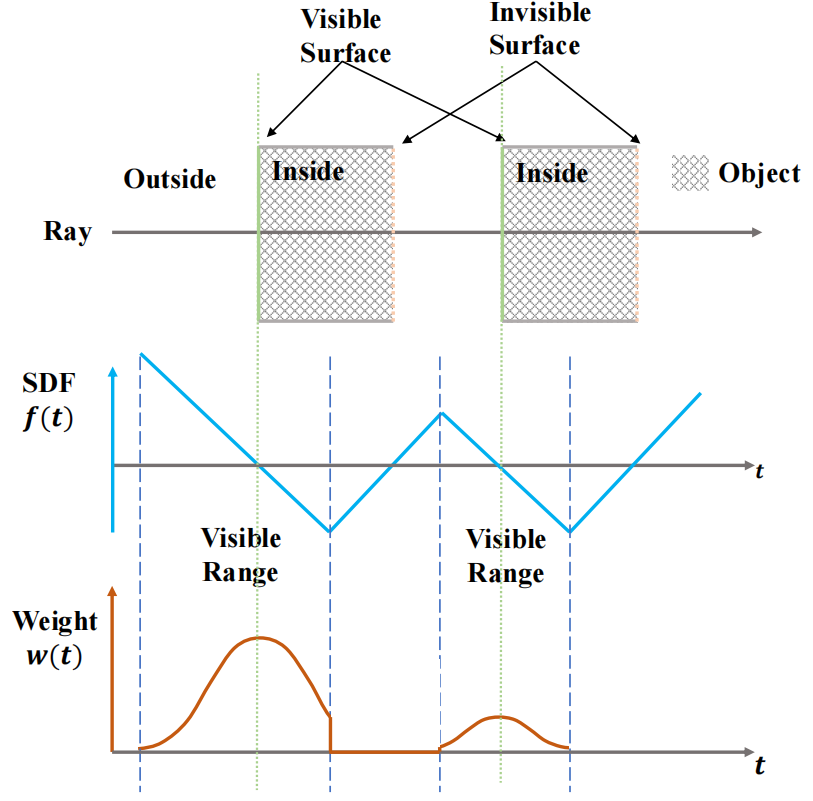 Visible
Surface
Invisible
Surface
Outside
Inside
Inside
Object
Ray
SDF
f(t)
t
Visible
Range
Visible
Range
Weight
w(t)
t